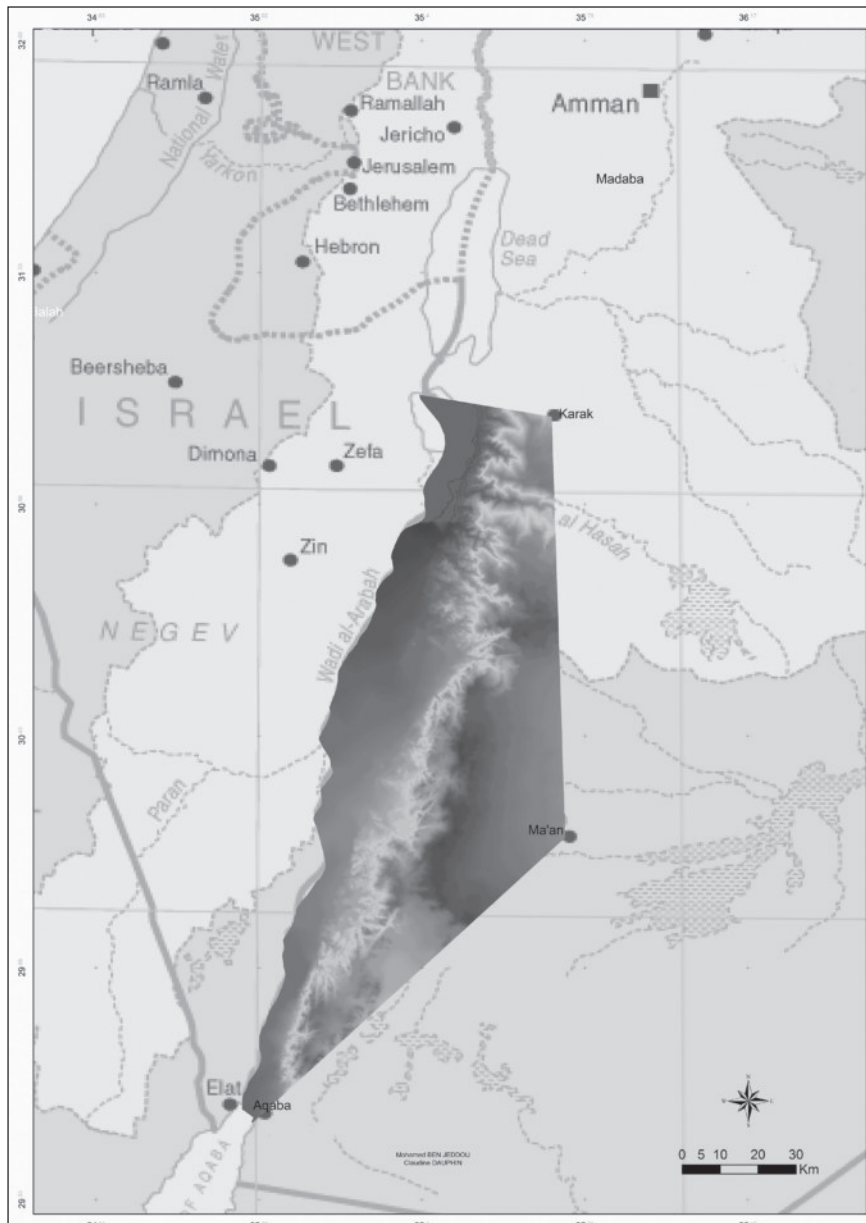 WEST
BANK
Ramla
National Water
Yarkon
Ramallah
Jericho
Amman
Jerusalem
Madaba
Bethlehem
Hebron
Dead
Sea
Beersheba
ISRAEL
Karak
Dimona
Zefa
al Hasah
Zin
NEGEV
Wadi al-Arabah
Paran
Ma'an
Elat
Aqaba
OF AQABA
Mohamed BEN JEDDOU
Claudine DAUPHIN
0 5 10 20 30
Km